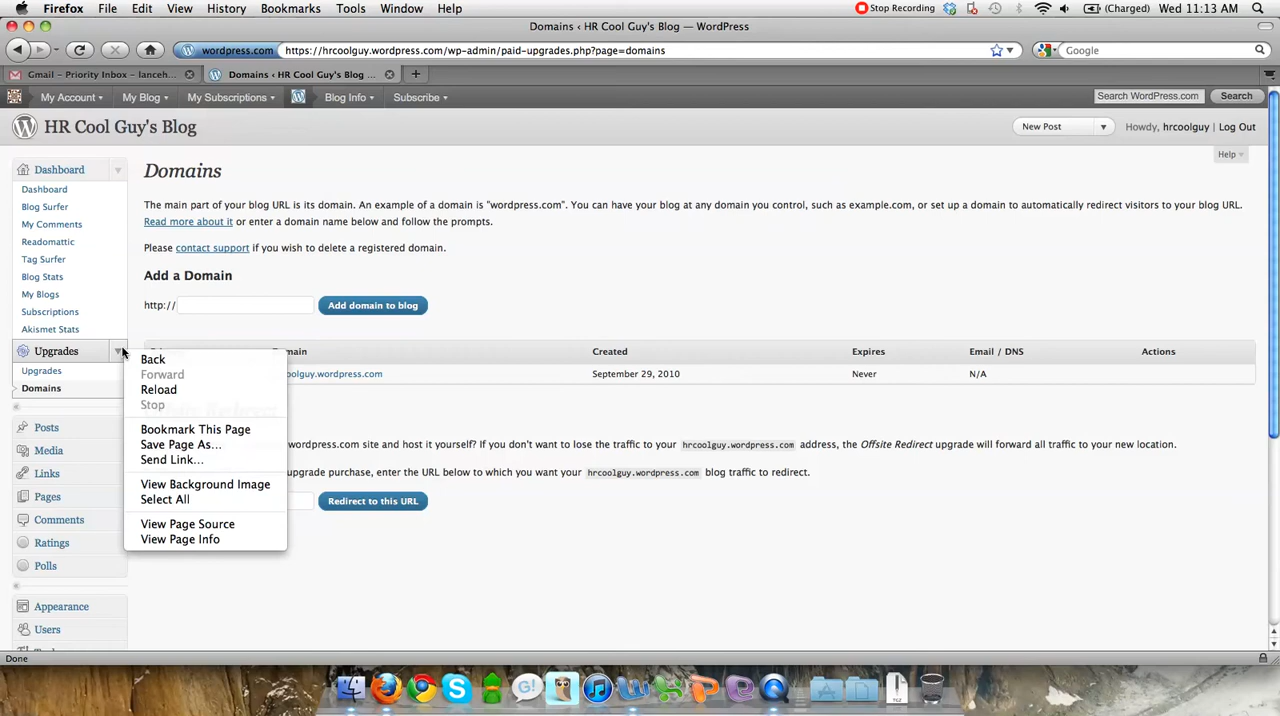 Firefox File Edit View History Bookmarks Tools Window Help Stop Recording (Charged) Wed 11:13 AM
Domains ‹ HR Cool Guy's Blog — WordPress
wordpress.com https://hrcoolguy.wordpress.com/wp-admin/paid-upgrades.php?page=domains Google
Gmail – Priority Inbox – lanceh... Domains ‹ HR Cool Guy's Blog ... +
My Account My Blog My Subscriptions Blog Info Subscribe Search WordPress.com Search
HR Cool Guy's Blog New Post Howdy, hrcoolguy | Log Out
Help
Dashboard
Dashboard
Blog Surfer
My Comments
Readomattic
Tag Surfer
Blog Stats
My Blogs
Subscriptions
Akismet Stats
Upgrades
Upgrades
Domains
Posts
Media
Links
Pages
Comments
Ratings
Polls
Appearance
Users
Domains
The main part of your blog URL is its domain. An example of a domain is "wordpress.com". You can have your blog at any domain you control, such as example.com, or set up a domain to automatically redirect visitors to your blog URL.
Read more about it or enter a domain name below and follow the prompts.
Please contact support if you wish to delete a registered domain.
Add a Domain
http:// Add domain to blog
Created Expires Email / DNS Actions
oolguy.wordpress.com September 29, 2010 Never N/A
wordpress.com site and host it yourself? If you don't want to lose the traffic to your hrcoolguy.wordpress.com address, the Offsite Redirect upgrade will forward all traffic to your new location.
upgrade purchase, enter the URL below to which you want your hrcoolguy.wordpress.com blog traffic to redirect.
Redirect to this URL
Back
Forward
Reload
Stop
Bookmark This Page
Save Page As...
Send Link...
View Background Image
Select All
View Page Source
View Page Info
Done